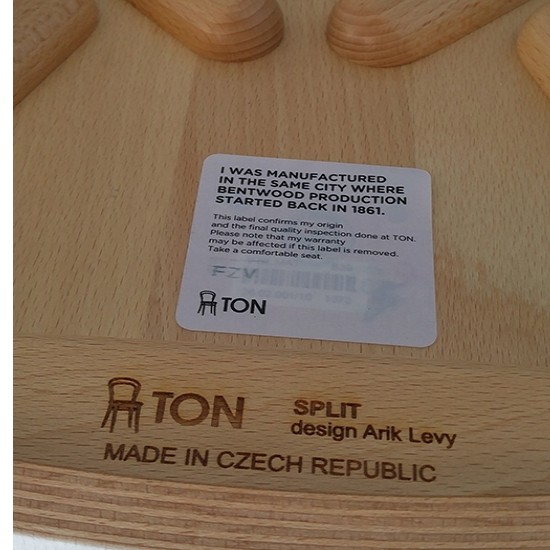 I WAS MANUFACTURED
IN THE SAME CITY WHERE
BENTWOOD PRODUCTION
STARTED BACK IN 1861.
This label confirms my origin
and the final quality inspection done at TON.
Please note that my warranty
may be affected if this label is removed.
Take a comfortable seat.
FZV
TON
TON
SPLIT
design Arik Levy
MADE IN CZECH REPUBLIC